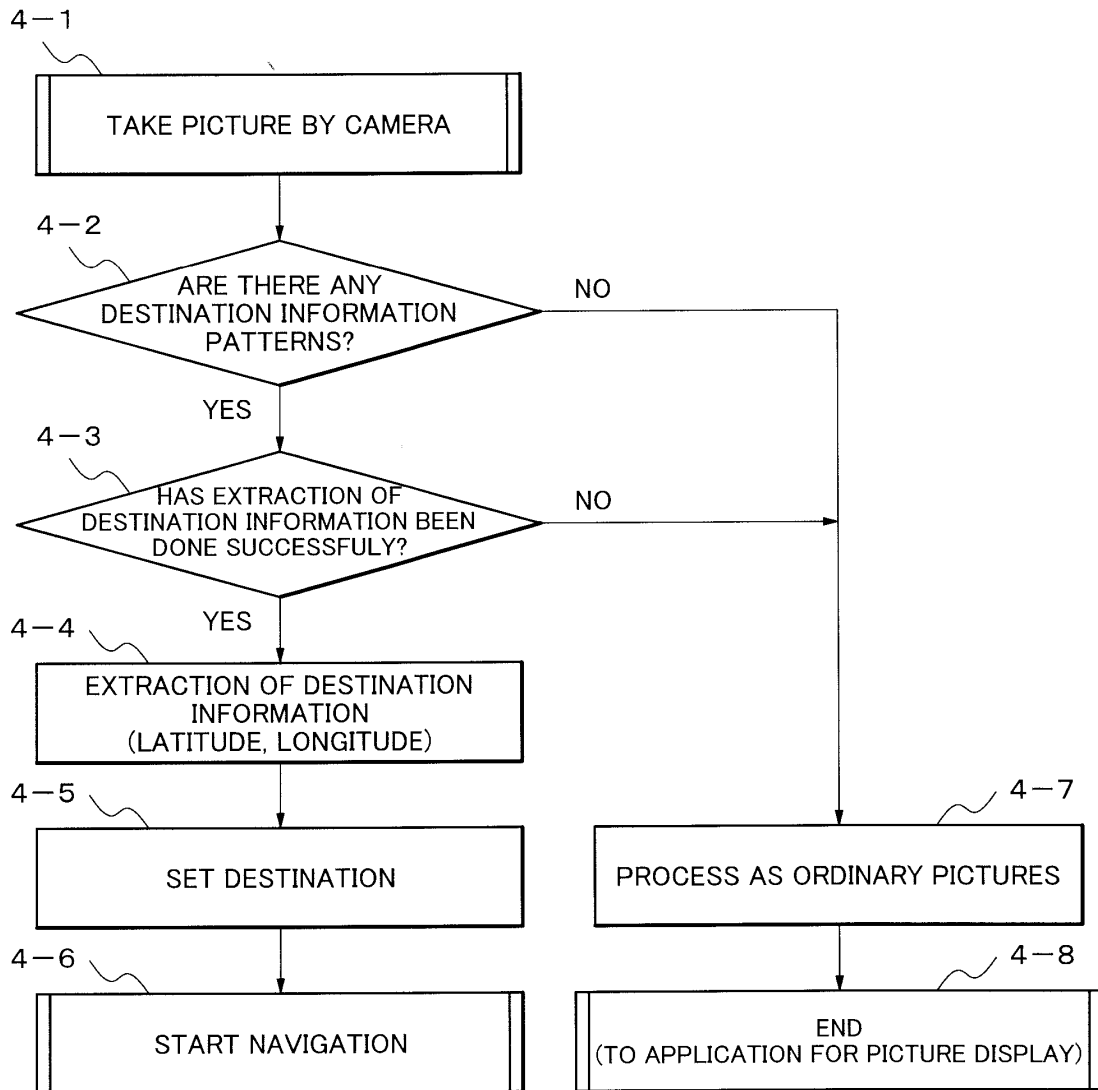 4-1
TAKE PICTURE BY CAMERA
4-2
ARE THERE ANY
DESTINATION INFORMATION
PATTERNS?
NO
YES
4-3
HAS EXTRACTION OF
DESTINATION INFORMATION BEEN
DONE SUCCESSFULY?
NO
YES
4-4
EXTRACTION OF DESTINATION
INFORMATION
(LATITUDE, LONGITUDE)
4-5
SET DESTINATION
4-6
START NAVIGATION
4-7
PROCESS AS ORDINARY PICTURES
4-8
END
(TO APPLICATION FOR PICTURE DISPLAY)